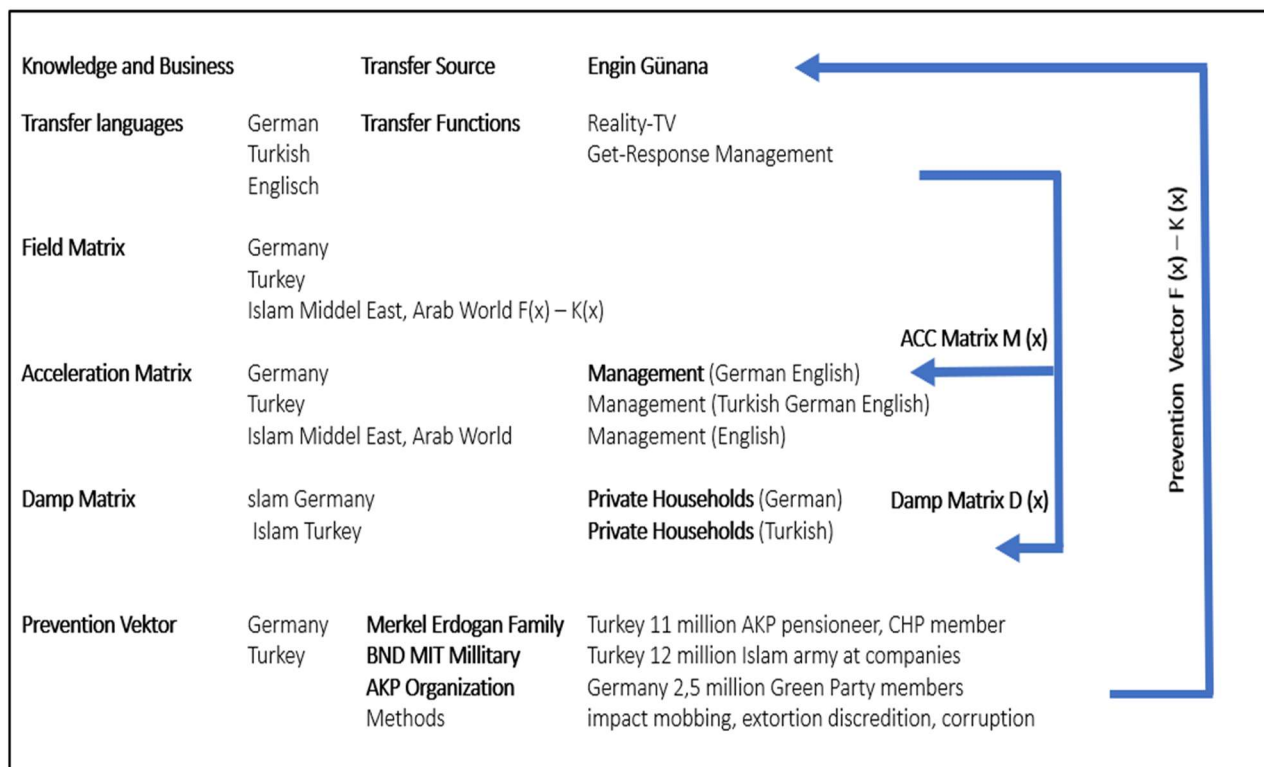 Knowledge and Business Transfer Source Engin Günana
Transfer languages German Transfer Functions Reality-TV
Turkish Get-Response Management
Englisch
Field Matrix Germany
Turkey
Islam Middel East, Arab World F(x) – K(x)
ACC Matrix M (x)
Acceleration Matrix Germany Management (German English)
Turkey Management (Turkish German English)
Islam Middel East, Arab World Management (English)
Damp Matrix slam Germany Private Households (German) Damp Matrix D (x)
Islam Turkey Private Households (Turkish)
Prevention Vektor Germany Merkel Erdogan Family Turkey 11 million AKP pensioneer, CHP member
Turkey BND MIT Millitary Turkey 12 million Islam army at companies
AKP Organization Germany 2,5 million Green Party members
Methods impact mobbing, extortion discredition, corruption
Prevention Vector F (x) – K (x)